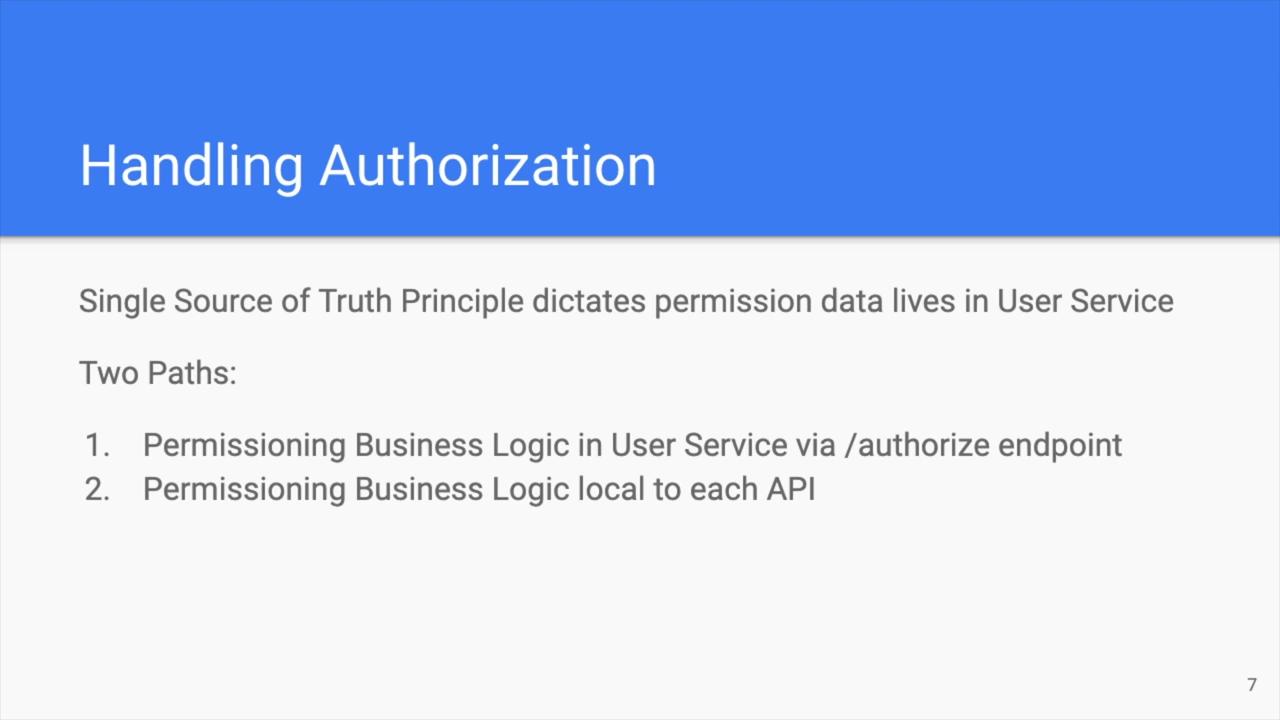 Handling Authorization
Single Source of Truth Principle dictates permission data lives in User Service
Two Paths:
1. Permissioning Business Logic in User Service via /authorize endpoint
2. Permissioning Business Logic local to each API
7